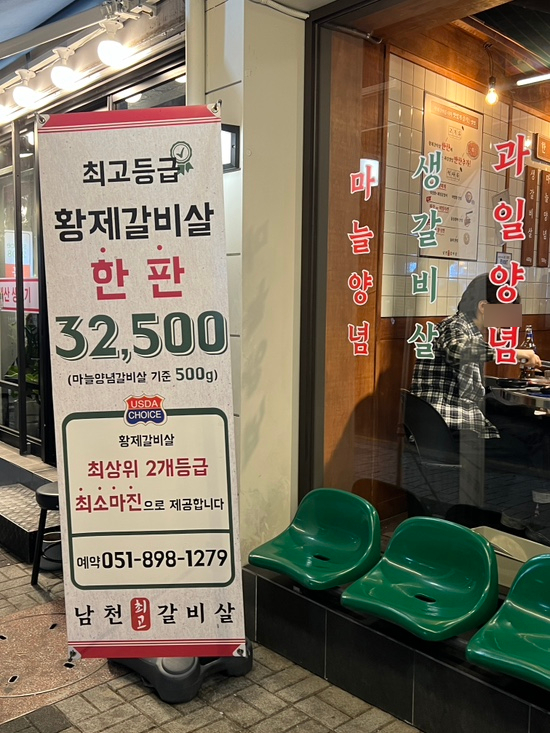 최고등급
황제갈비살
한판
32,500
(마늘양념갈비살 기준 500g)
USDA
CHOICE
황제갈비살
최상위 2개등급
최소마진으로 제공합니다
예약051-898-1279
남천최고갈비살
마늘양념
생갈비살
과일양념